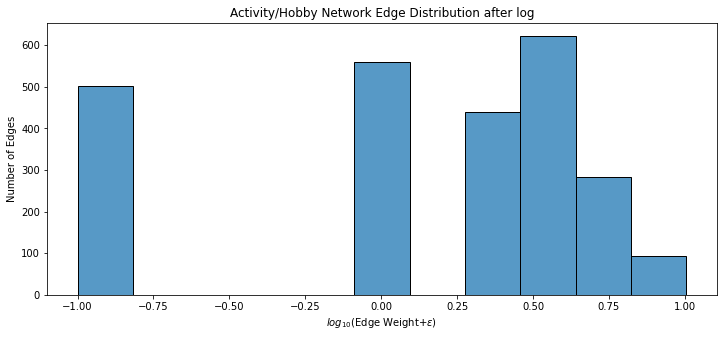 Activity/Hobby Network Edge Distribution after log
Number of Edges
600
500
400
300
200
100
0
−1.00 −0.75 −0.50 −0.25 0.00 0.25 0.50 0.75 1.00
log₁₀(Edge Weight+ε)